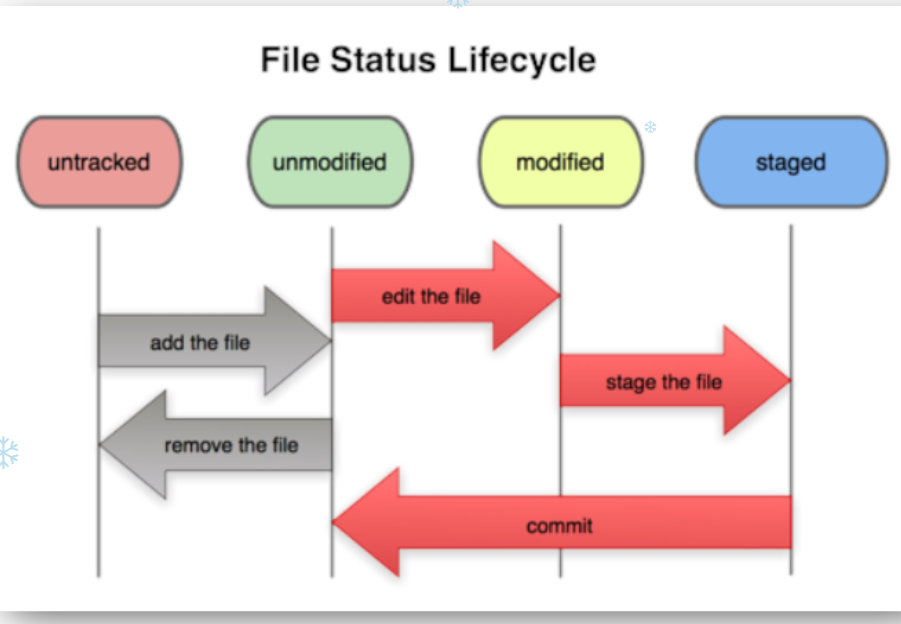 File Status Lifecycle
untracked
unmodified
modified
staged
edit the file
add the file
stage the file
remove the file
commit